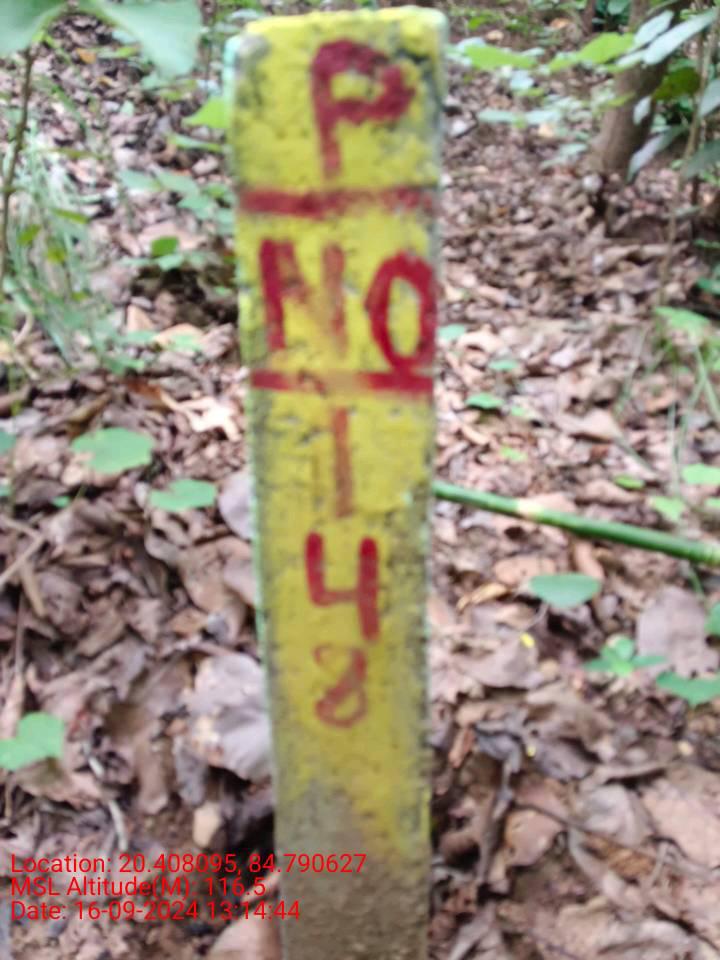 P
NO
1
4
8
Location: 20.408095, 84.790627
MSL Altitude(M): 116.5
Date: 16-09-2024 13:14:44